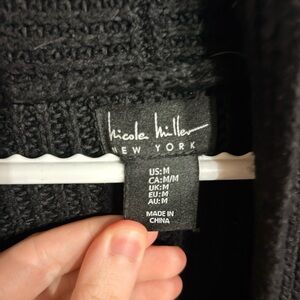 Nicole Miller
NEW YORK
US:M
CA:M/M
UK:M
EU:M
AU:M
MADE IN
CHINA